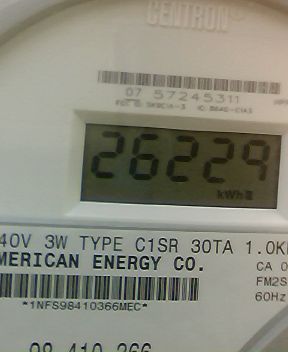 CENTRON
07 57245311
26229
kWh
40V 3W TYPE C1SR 30TA 1.0K
MERICAN ENERGY CO.
CA 0
FM2S
60Hz
*1NFS98410366MEC*
98 410 366